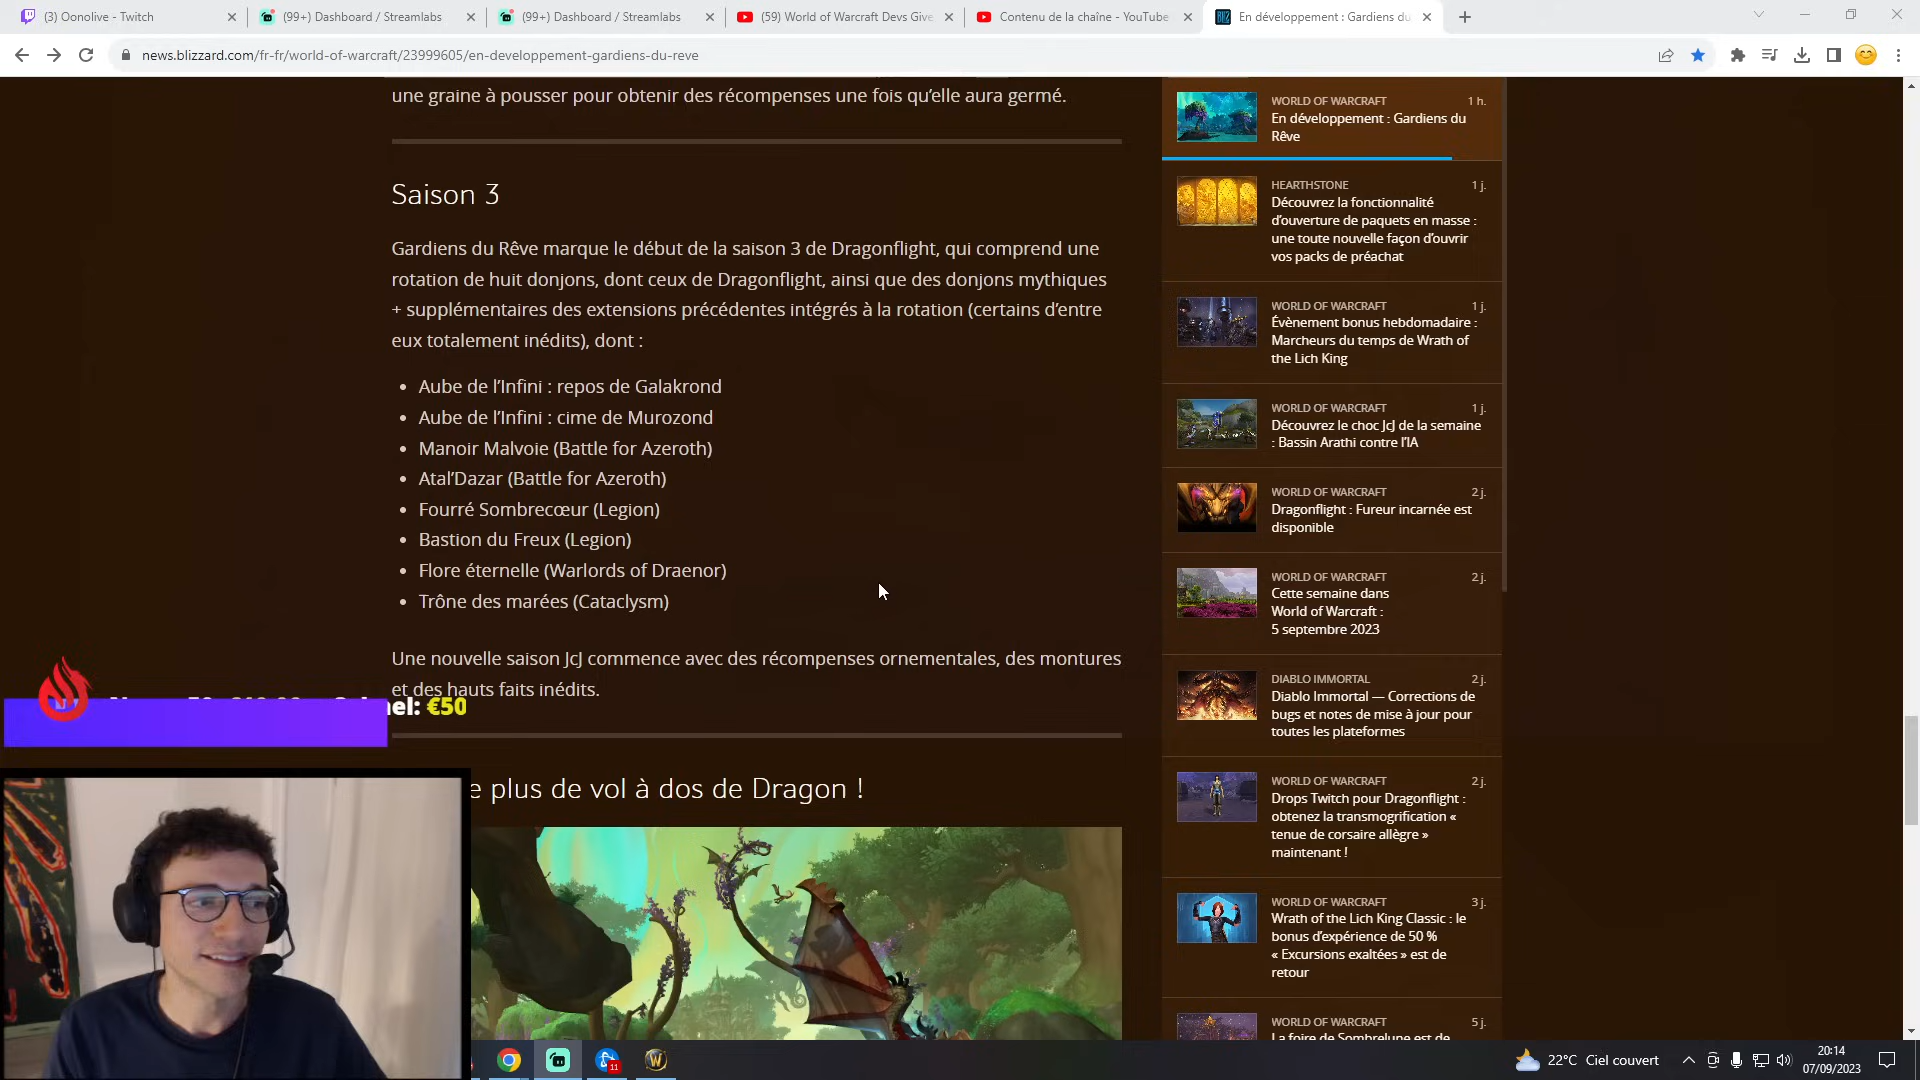 (3) Oonolive - Twitch
(99+) Dashboard / Streamlabs
(99+) Dashboard / Streamlabs
(59) World of Warcraft Devs Give
Contenu de la chaîne - YouTube
En développement : Gardiens du
news.blizzard.com/fr-fr/world-of-warcraft/23999605/en-developpement-gardiens-du-reve
une graine à pousser pour obtenir des récompenses une fois qu'elle aura germé.
Saison 3
Gardiens du Rêve marque le début de la saison 3 de Dragonflight, qui comprend une
rotation de huit donjons, dont ceux de Dragonflight, ainsi que des donjons mythiques
+ supplémentaires des extensions précédentes intégrés à la rotation (certains d'entre
eux totalement inédits), dont :
• Aube de l'Infini : repos de Galakrond
• Aube de l'Infini : cime de Murozond
• Manoir Malvoie (Battle for Azeroth)
• Atal'Dazar (Battle for Azeroth)
• Fourré Sombrecœur (Legion)
• Bastion du Freux (Legion)
• Flore éternelle (Warlords of Draenor)
• Trône des marées (Cataclysm)
Une nouvelle saison JcJ commence avec des récompenses ornementales, des montures
et des hauts faits inédits.
€50
e plus de vol à dos de Dragon !
WORLD OF WARCRAFT 1 h.
En développement : Gardiens du
Rêve
HEARTHSTONE 1 j.
Découvrez la fonctionnalité
d'ouverture de paquets en masse :
une toute nouvelle façon d'ouvrir
vos packs de préachat
WORLD OF WARCRAFT 1 j.
Évènement bonus hebdomadaire :
Marcheurs du temps de Wrath of
the Lich King
WORLD OF WARCRAFT 1 j.
Découvrez le choc JcJ de la semaine
: Bassin Arathi contre l'IA
WORLD OF WARCRAFT 2 j.
Dragonflight : Fureur incarnée est
disponible
WORLD OF WARCRAFT 2 j.
Cette semaine dans
World of Warcraft :
5 septembre 2023
DIABLO IMMORTAL 2 j.
Diablo Immortal — Corrections de
bugs et notes de mise à jour pour
toutes les plateformes
WORLD OF WARCRAFT 2 j.
Drops Twitch pour Dragonflight :
obtenez la transmogrification «
tenue de corsaire allègre »
maintenant !
WORLD OF WARCRAFT 3 j.
Wrath of the Lich King Classic : le
bonus d'expérience de 50 %
« Excursions exaltées » est de
retour
WORLD OF WARCRAFT 5 j.
La foire de Sombrelune est de
11
22°C Ciel couvert
20:14
07/09/2023